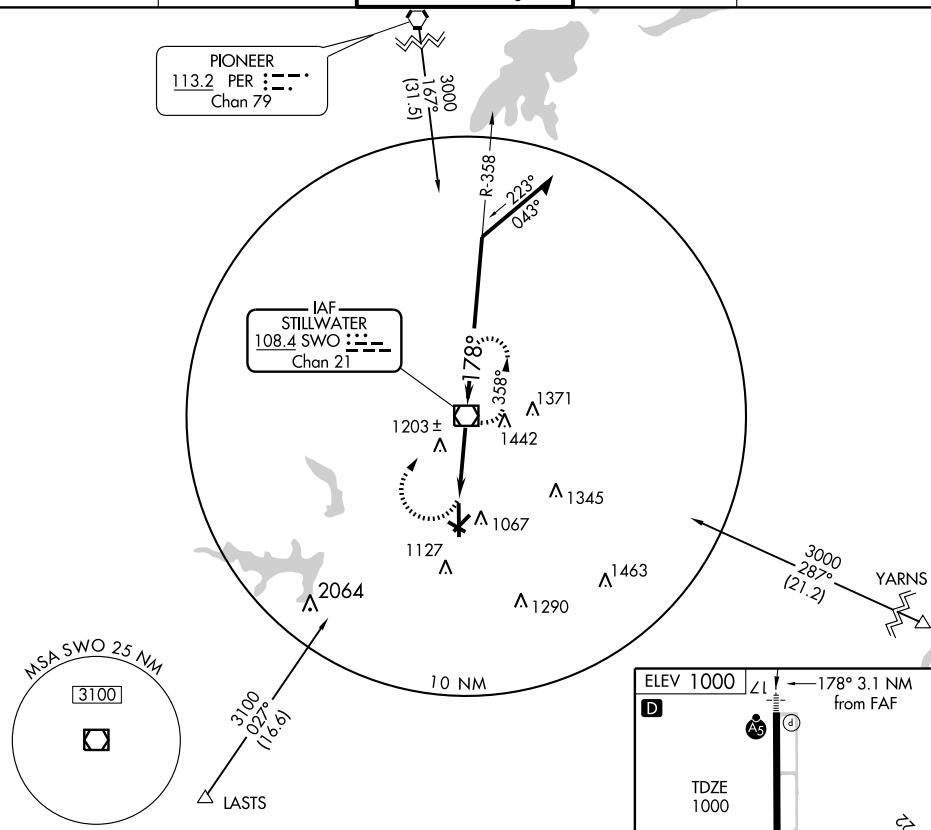 PIONEER
113.2 PER
Chan 79
3000
167°
(31.5)
R-358
223°
043°
IAF
STILLWATER
108.4 SWO
Chan 21
178°
358°
1371
1203 ±
1442
1345
1067
1127
1463
2064
1290
3000
287°
(21.2)
YARNS
MSA SWO 25 NM
3100
10 NM
3100
027°
(16.6)
LASTS
ELEV 1000
17
178° 3.1 NM
from FAF
D
A5
P
TDZE
1000
22